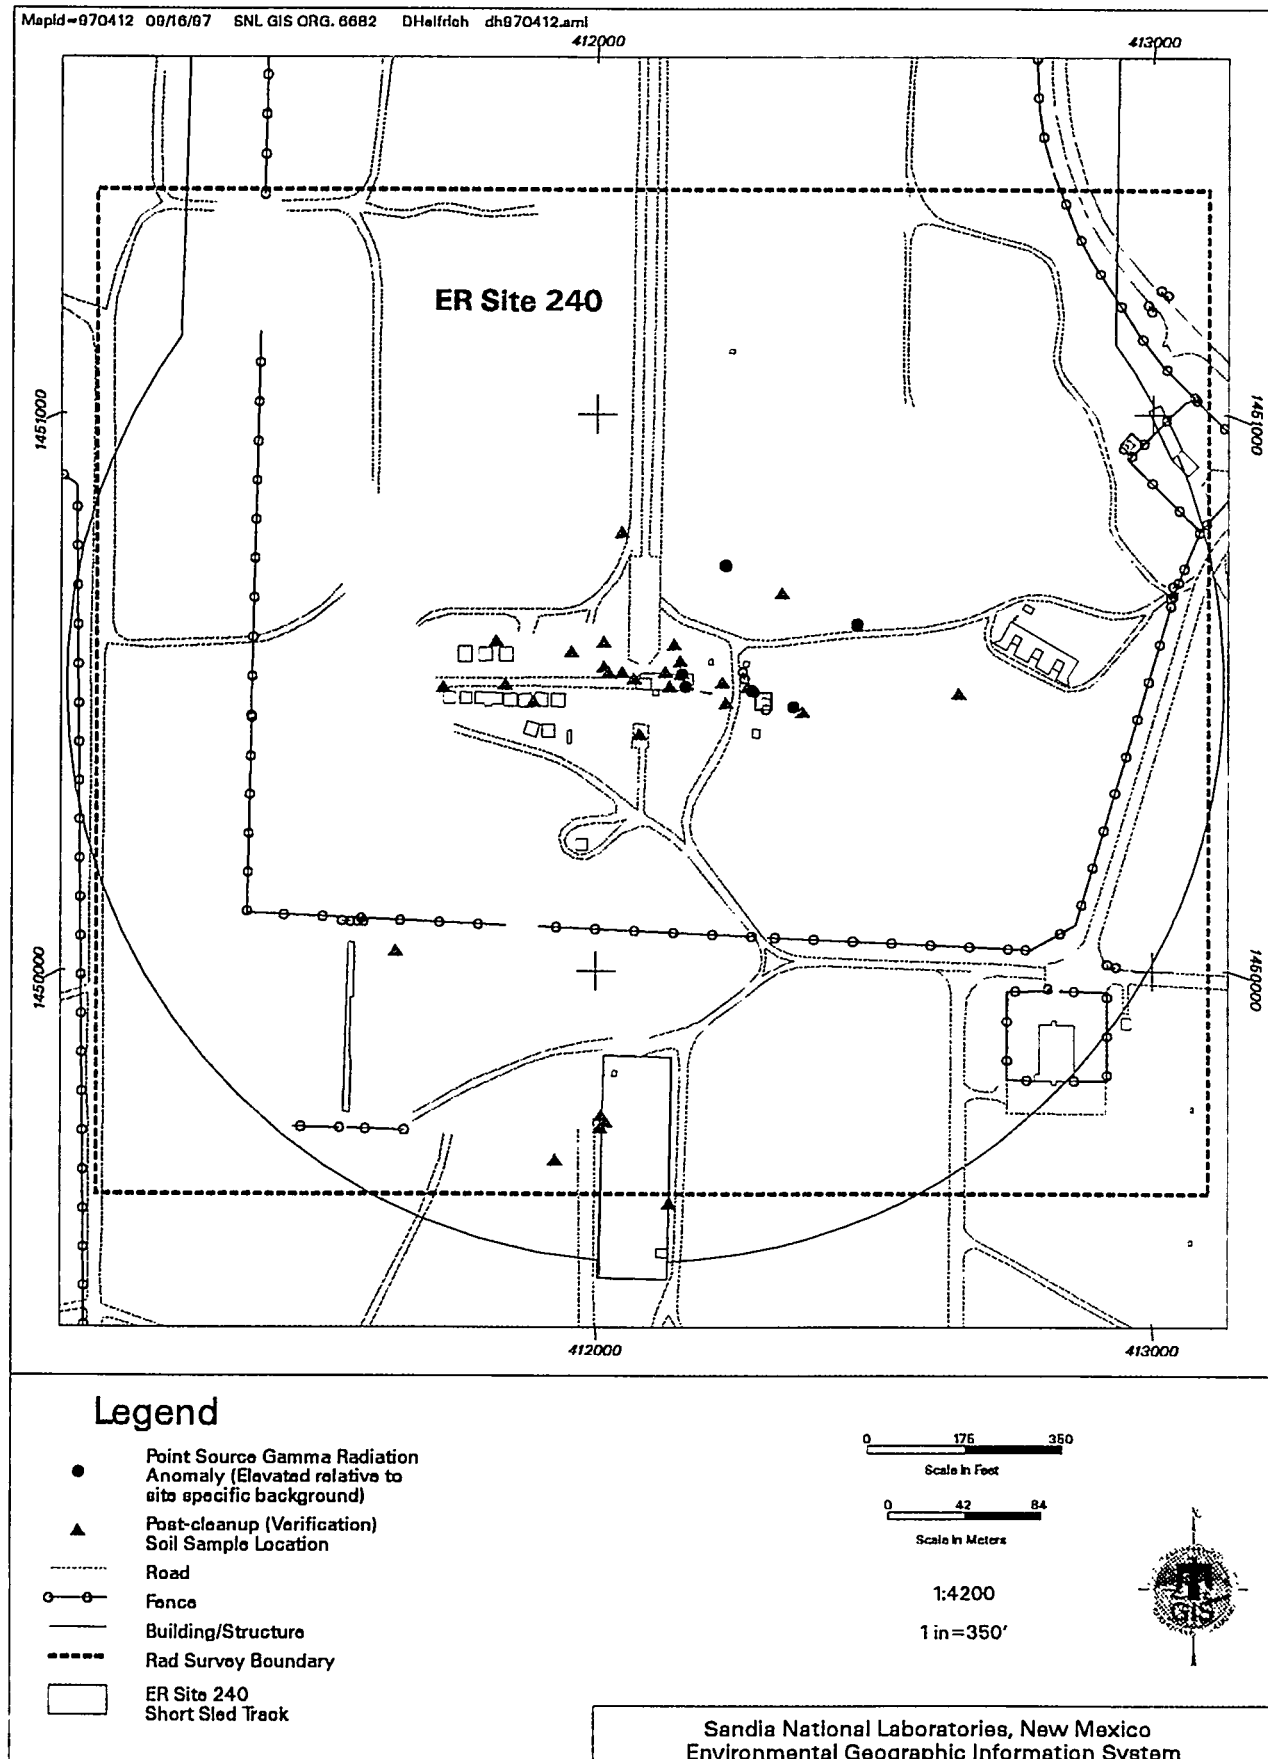 MapId=970412 09/16/97 SNL GIS ORG. 6682 DHelfrich dh970412.aml
412000
413000
ER Site 240
1451000
1451000
1450000
1450000
412000
413000
Legend
Point Source Gamma Radiation
Anomaly (Elevated relative to
site specific background)
Post-cleanup (Verification)
Soil Sample Location
Road
Fence
Building/Structure
Rad Survey Boundary
ER Site 240
Short Sled Track
0 175 350
Scale in Feet
0 42 84
Scale in Meters
1:4200
1 in=350'
GIS
Sandia National Laboratories, New Mexico
Environmental Geographic Information System